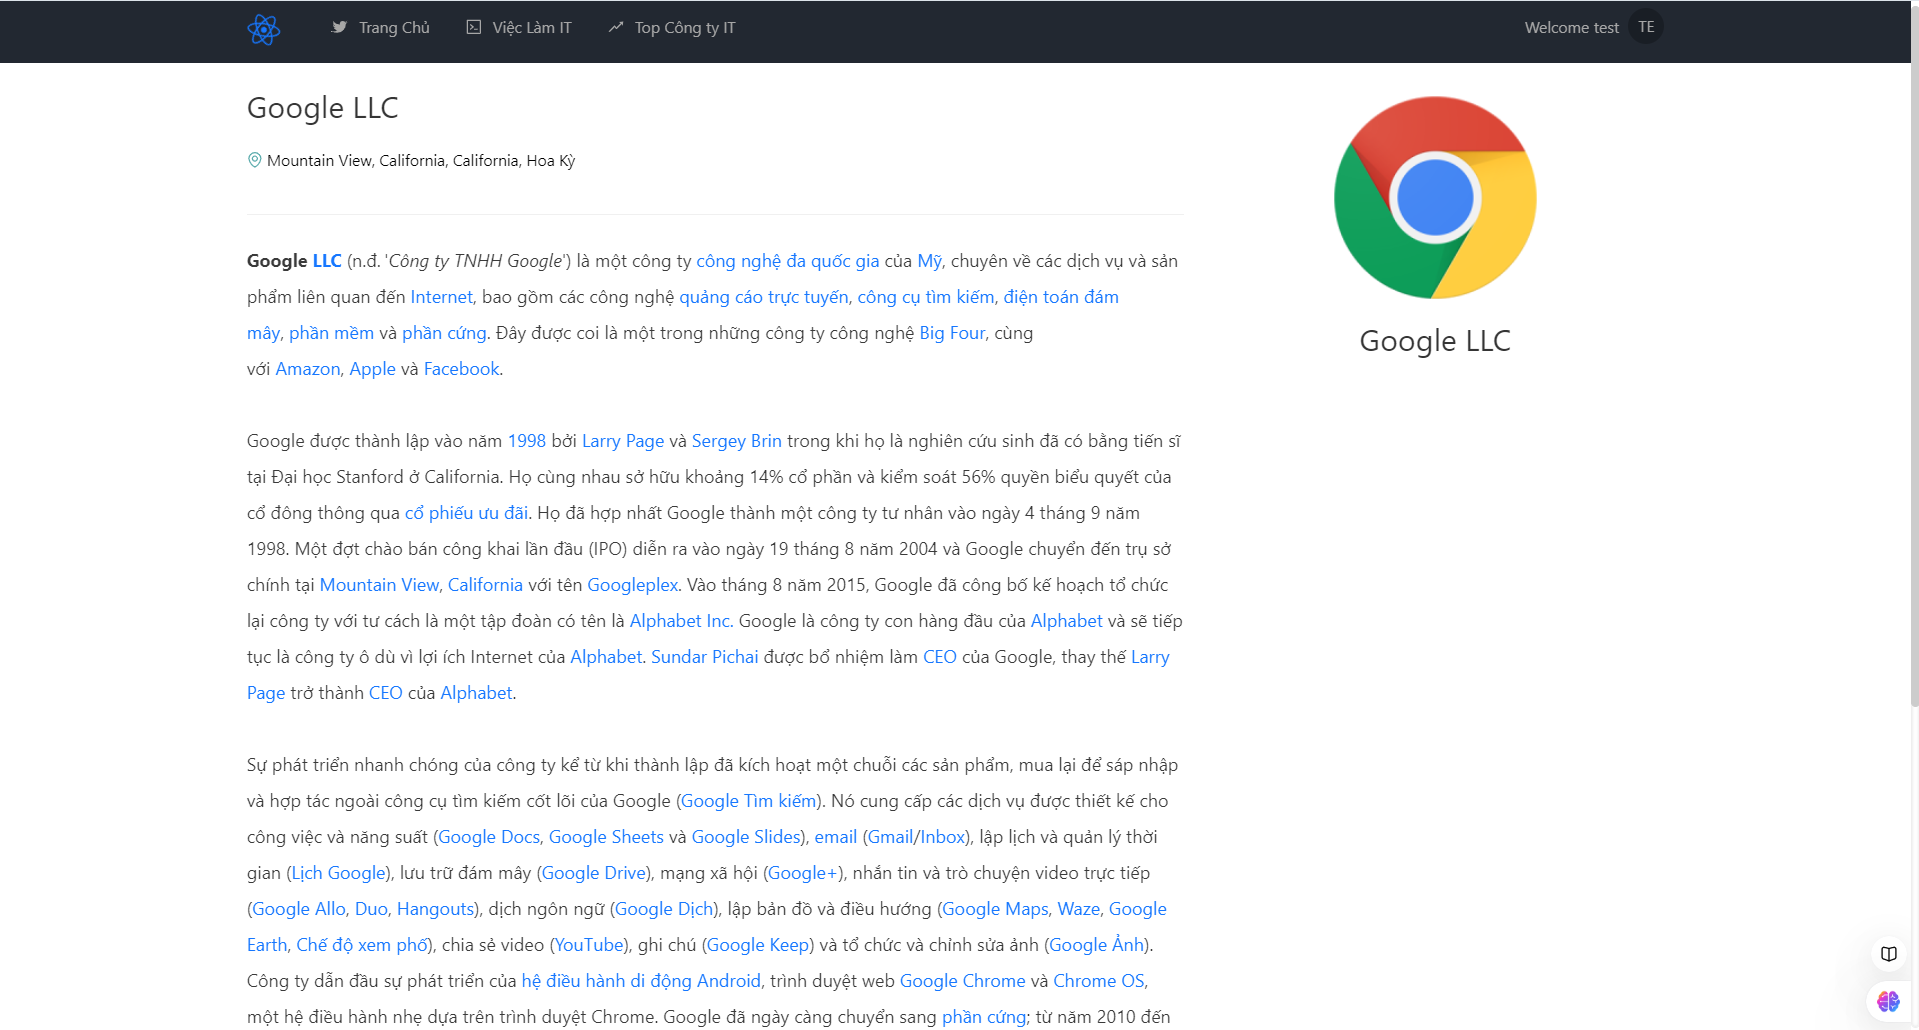 Trang Chủ
Việc Làm IT
Top Công ty IT
Welcome test
TE
Google LLC
Mountain View, California, California, Hoa Kỳ
Google LLC (n.đ. 'Công ty TNHH Google') là một công ty công nghệ đa quốc gia của Mỹ, chuyên về các dịch vụ và sản
phẩm liên quan đến Internet, bao gồm các công nghệ quảng cáo trực tuyến, công cụ tìm kiếm, điện toán đám
mây, phần mềm và phần cứng. Đây được coi là một trong những công ty công nghệ Big Four, cùng
với Amazon, Apple và Facebook.
Google được thành lập vào năm 1998 bởi Larry Page và Sergey Brin trong khi họ là nghiên cứu sinh đã có bằng tiến sĩ
tại Đại học Stanford ở California. Họ cùng nhau sở hữu khoảng 14% cổ phần và kiểm soát 56% quyền biểu quyết của
cổ đông thông qua cổ phiếu ưu đãi. Họ đã hợp nhất Google thành một công ty tư nhân vào ngày 4 tháng 9 năm
1998. Một đợt chào bán công khai lần đầu (IPO) diễn ra vào ngày 19 tháng 8 năm 2004 và Google chuyển đến trụ sở
chính tại Mountain View, California với tên Googleplex. Vào tháng 8 năm 2015, Google đã công bố kế hoạch tổ chức
lại công ty với tư cách là một tập đoàn có tên là Alphabet Inc. Google là công ty con hàng đầu của Alphabet và sẽ tiếp
tục là công ty ô dù vì lợi ích Internet của Alphabet. Sundar Pichai được bổ nhiệm làm CEO của Google, thay thế Larry
Page trở thành CEO của Alphabet.
Sự phát triển nhanh chóng của công ty kể từ khi thành lập đã kích hoạt một chuỗi các sản phẩm, mua lại để sáp nhập
và hợp tác ngoài công cụ tìm kiếm cốt lõi của Google (Google Tìm kiếm). Nó cung cấp các dịch vụ được thiết kế cho
công việc và năng suất (Google Docs, Google Sheets và Google Slides), email (Gmail/Inbox), lập lịch và quản lý thời
gian (Lịch Google), lưu trữ đám mây (Google Drive), mạng xã hội (Google+), nhắn tin và trò chuyện video trực tiếp
(Google Allo, Duo, Hangouts), dịch ngôn ngữ (Google Dịch), lập bản đồ và điều hướng (Google Maps, Waze, Google
Earth, Chế độ xem phố), chia sẻ video (YouTube), ghi chú (Google Keep) và tổ chức và chỉnh sửa ảnh (Google Ảnh).
Công ty dẫn đầu sự phát triển của hệ điều hành di động Android, trình duyệt web Google Chrome và Chrome OS,
một hệ điều hành nhẹ dựa trên trình duyệt Chrome. Google đã ngày càng chuyển sang phần cứng; từ năm 2010 đến
Google LLC